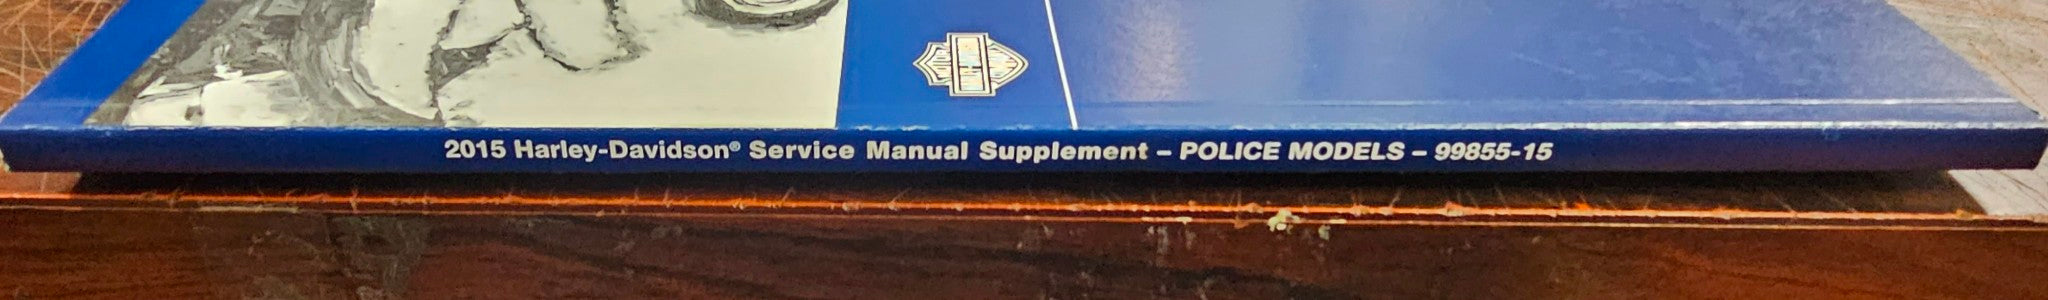 2015 Harley-Davidson® Service Manual Supplement – POLICE MODELS – 99855-15